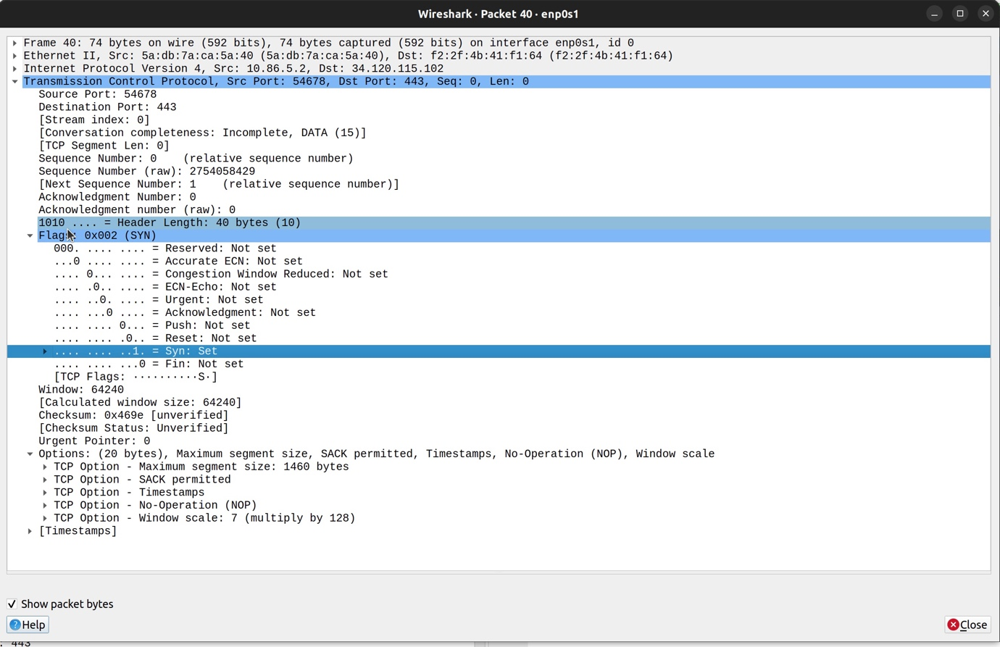 Wireshark · Packet 40 · enp0s1
Frame 40: 74 bytes on wire (592 bits), 74 bytes captured (592 bits) on interface enp0s1, id 0
Ethernet II, Src: 5a:db:7a:ca:5a:40 (5a:db:7a:ca:5a:40), Dst: f2:2f:4b:41:f1:64 (f2:2f:4b:41:f1:64)
Internet Protocol Version 4, Src: 10.86.5.2, Dst: 34.120.115.102
Transmission Control Protocol, Src Port: 54678, Dst Port: 443, Seq: 0, Len: 0
Source Port: 54678
Destination Port: 443
[Stream index: 0]
[Conversation completeness: Incomplete, DATA (15)]
[TCP Segment Len: 0]
Sequence Number: 0    (relative sequence number)
Sequence Number (raw): 2754058429
[Next Sequence Number: 1    (relative sequence number)]
Acknowledgment Number: 0
Acknowledgment number (raw): 0
1010 .... = Header Length: 40 bytes (10)
Flags: 0x002 (SYN)
000. .... .... = Reserved: Not set
...0 .... .... = Accurate ECN: Not set
.... 0... .... = Congestion Window Reduced: Not set
.... .0.. .... = ECN-Echo: Not set
.... ..0. .... = Urgent: Not set
.... ...0 .... = Acknowledgment: Not set
.... .... 0... = Push: Not set
.... .... .0.. = Reset: Not set
.... .... ..1. = Syn: Set
.... .... ...0 = Fin: Not set
[TCP Flags: ··········S·]
Window: 64240
[Calculated window size: 64240]
Checksum: 0x469e [unverified]
[Checksum Status: Unverified]
Urgent Pointer: 0
Options: (20 bytes), Maximum segment size, SACK permitted, Timestamps, No-Operation (NOP), Window scale
TCP Option - Maximum segment size: 1460 bytes
TCP Option - SACK permitted
TCP Option - Timestamps
TCP Option - No-Operation (NOP)
TCP Option - Window scale: 7 (multiply by 128)
[Timestamps]
Show packet bytes
Help
Close
: 443